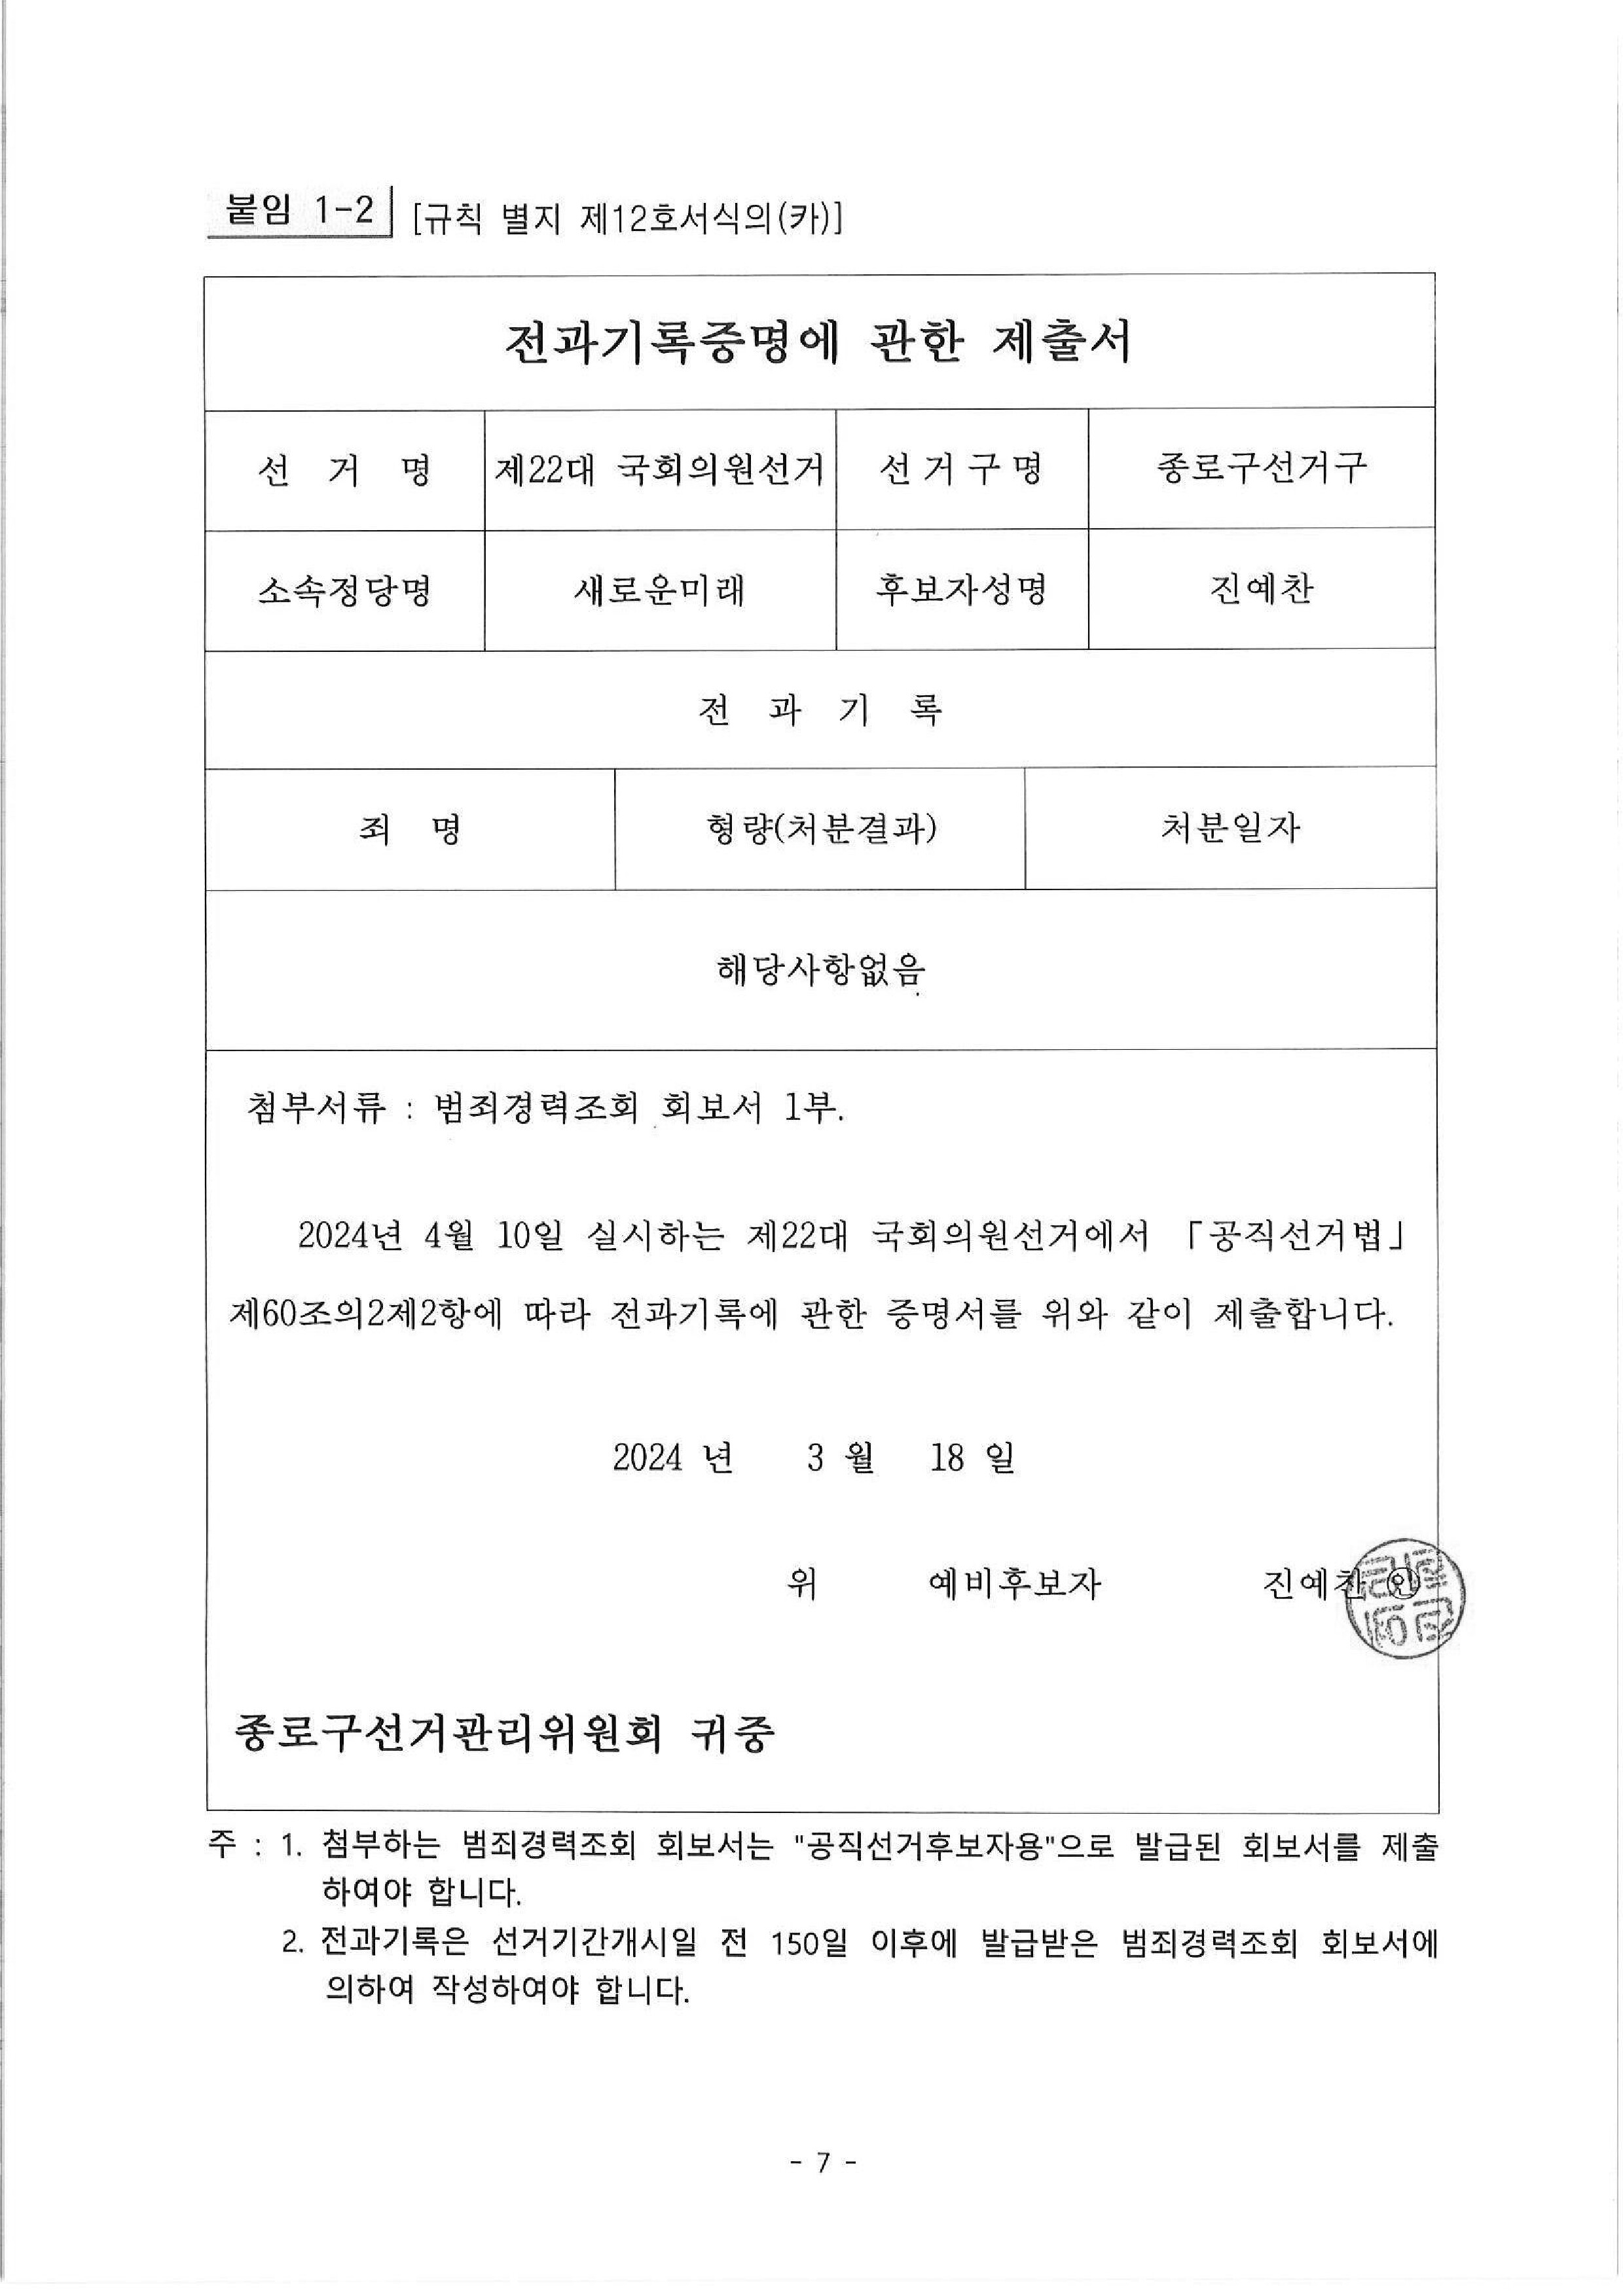 붙임 1-2 [규칙 별지 제12호서식의(카)]
전과기록증명에 관한 제출서
선 거 명 제22대 국회의원선거 선거구명 종로구선거구
소속정당명 새로운미래 후보자성명 진예찬
전 과 기 록
죄 명 형량(처분결과) 처분일자
해당사항없음
첨부서류 : 범죄경력조회 회보서 1부.
2024년 4월 10일 실시하는 제22대 국회의원선거에서 「공직선거법」
제60조의2제2항에 따라 전과기록에 관한 증명서를 위와 같이 제출합니다.
2024 년 3 월 18 일
위 예비후보자 진예찬 ㊞
종로구선거관리위원회 귀중
주 : 1. 첨부하는 범죄경력조회 회보서는 "공직선거후보자용"으로 발급된 회보서를 제출
하여야 합니다.
2. 전과기록은 선거기간개시일 전 150일 이후에 발급받은 범죄경력조회 회보서에
의하여 작성하여야 합니다.
- 7 -